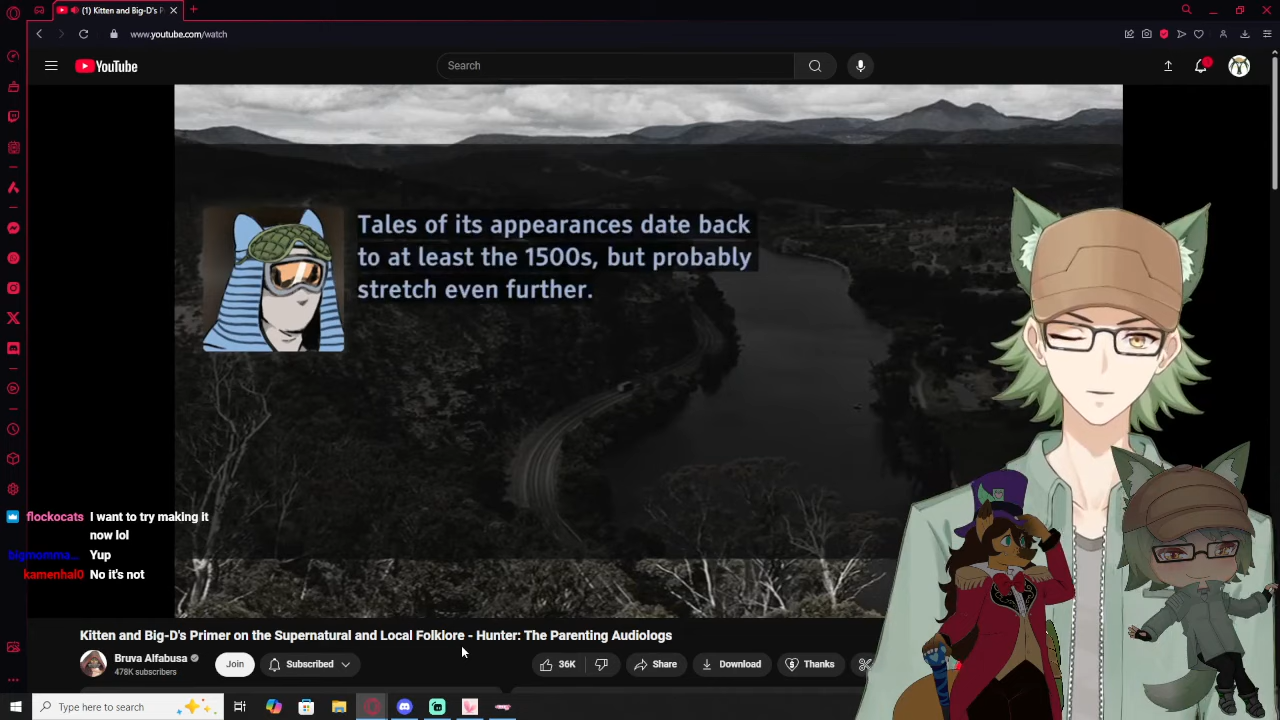 (1) Kitten and Big-D's P
www.youtube.com/watch
YouTube
Search
Tales of its appearances date back
to at least the 1500s, but probably
stretch even further.
flockocats I want to try making it
now lol
bigmomma... Yup
kamenhal0 No it's not
Kitten and Big-D's Primer on the Supernatural and Local Folklore - Hunter: The Parenting Audiologs
Bruva Alfabusa
478K subscribers
Join
Subscribed
36K
Share
Download
Thanks
Type here to search